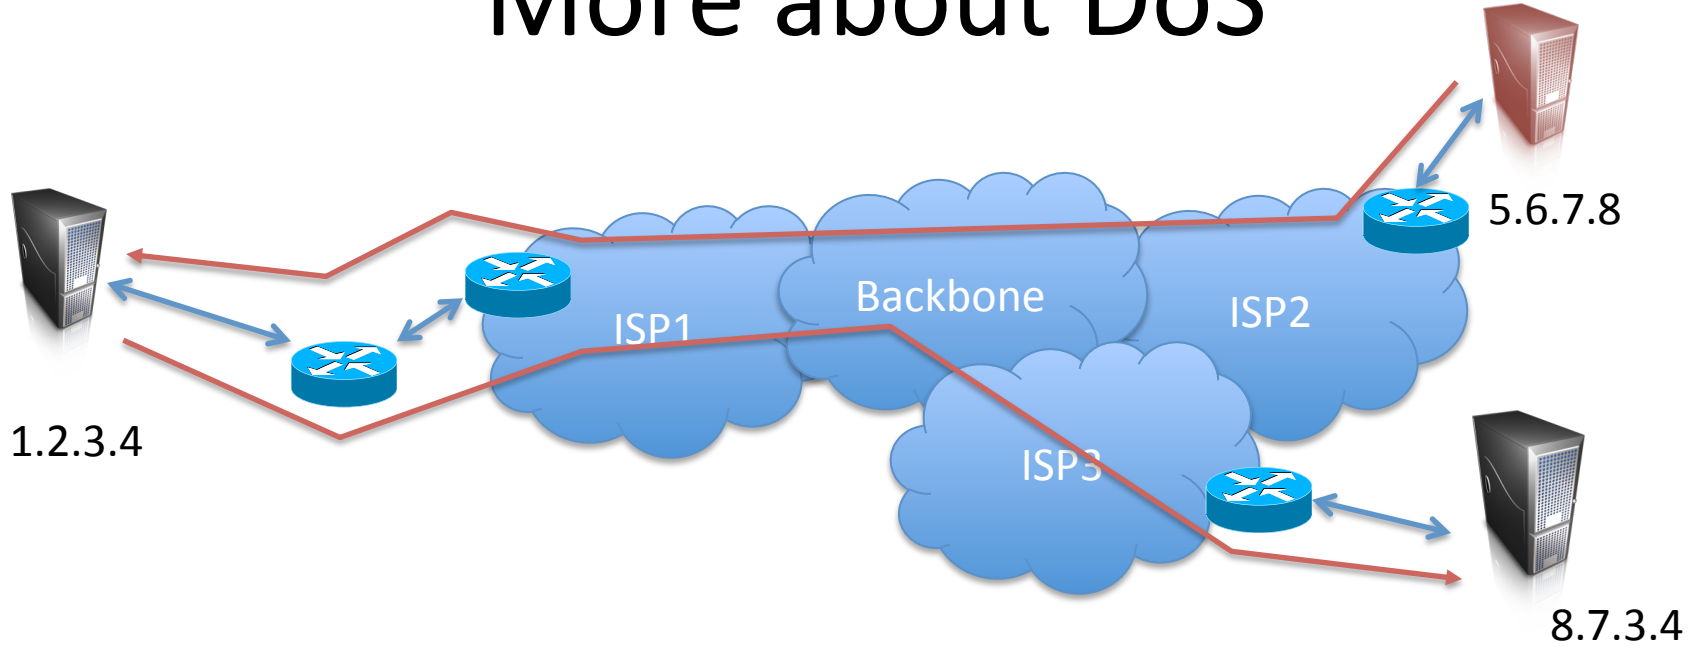 More about DoS
5.6.7.8
Backbone
ISP2
ISP1
1.2.3.4
ISP3
8.7.3.4